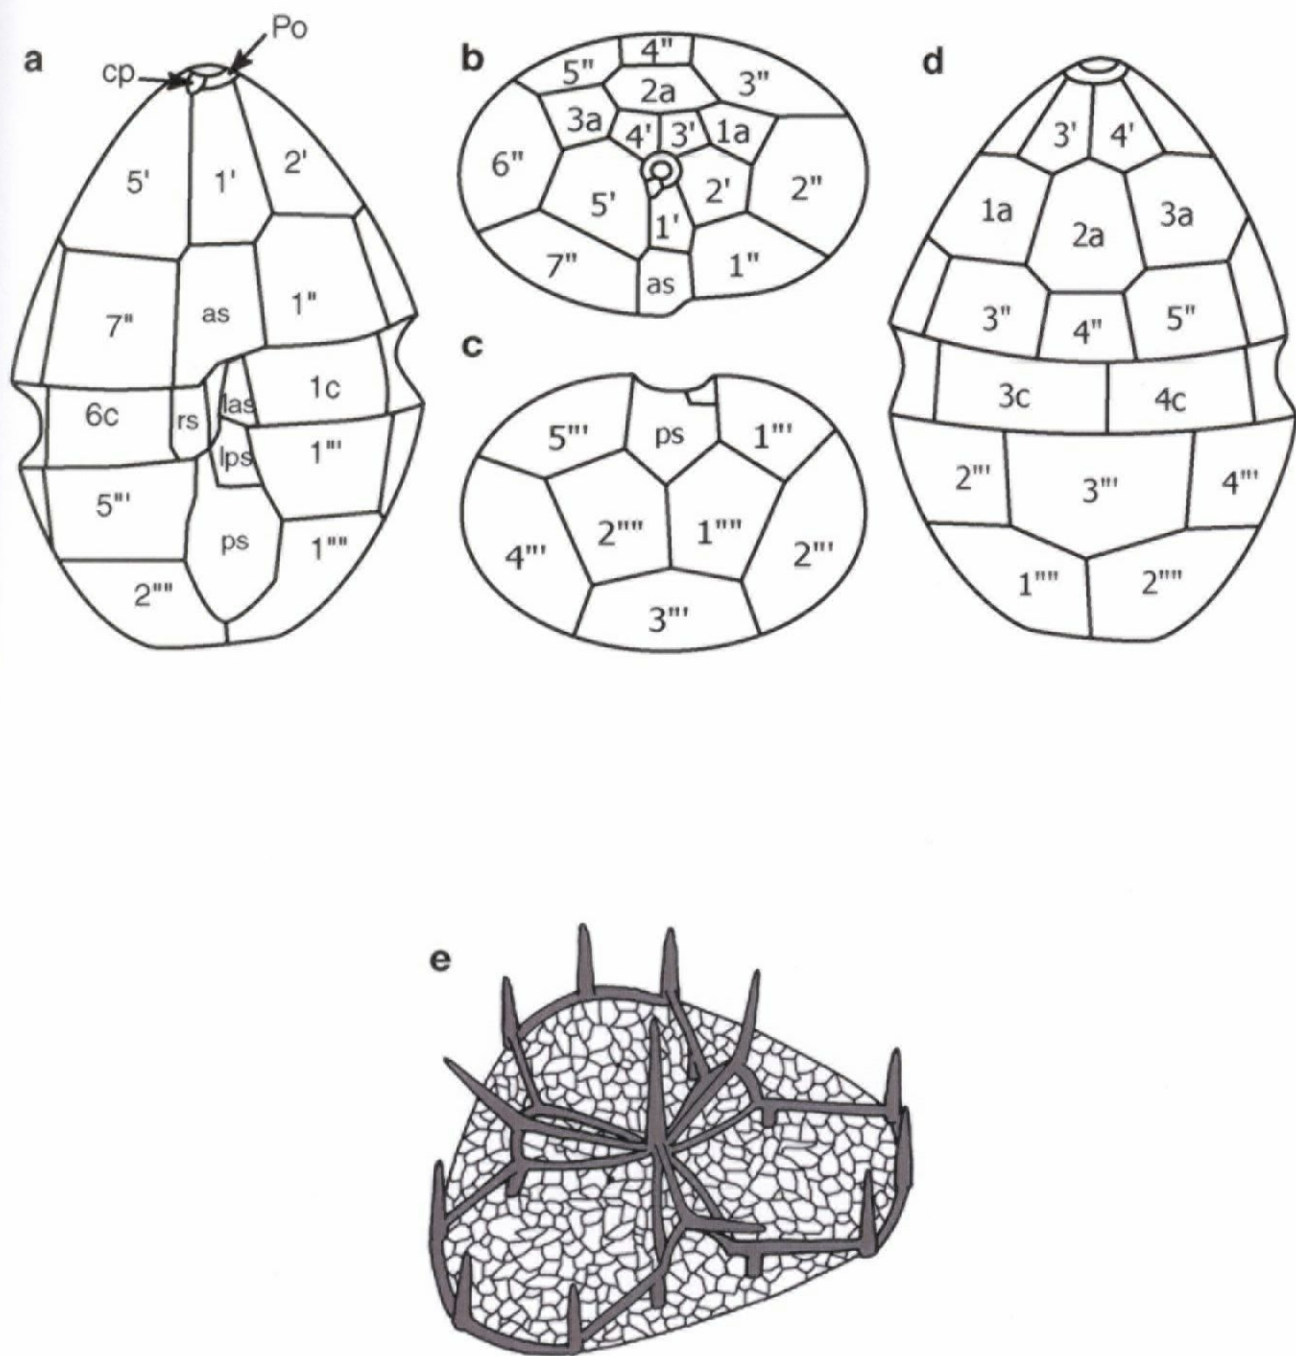 a
Po
cp
5'
1'
2'
7"
as
1"
6c
rs
las
1c
lps
1"'
5"'
ps
1""
2""
b
4"
5"
2a
3"
3a
4'
3'
1a
6"
5'
2'
2"
1'
7"
as
1"
c
5"'
ps
1"'
2""
1""
4"'
2"'
3"'
d
3'
4'
1a
2a
3a
3"
4"
5"
3c
4c
2"'
3"'
4"'
1""
2""
e